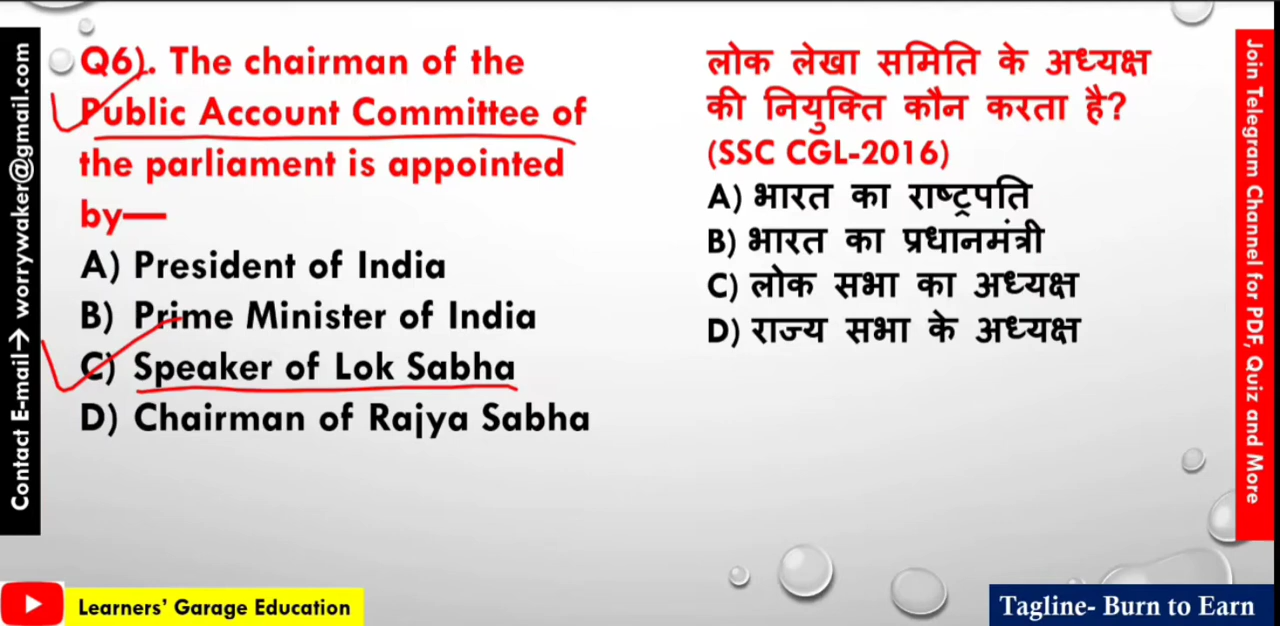 Q6). The chairman of the
Public Account Committee of
the parliament is appointed
by—
A) President of India
B) Prime Minister of India
C) Speaker of Lok Sabha
D) Chairman of Rajya Sabha
लोक लेखा समिति के अध्यक्ष
की नियुक्ति कौन करता है?
(SSC CGL-2016)
A) भारत का राष्ट्रपति
B) भारत का प्रधानमंत्री
C) लोक सभा का अध्यक्ष
D) राज्य सभा के अध्यक्ष
Contact E-mail→ worrywaker@gmail.com
Join Telegram Channel for PDF, Quiz and More
Learners’ Garage Education
Tagline- Burn to Earn